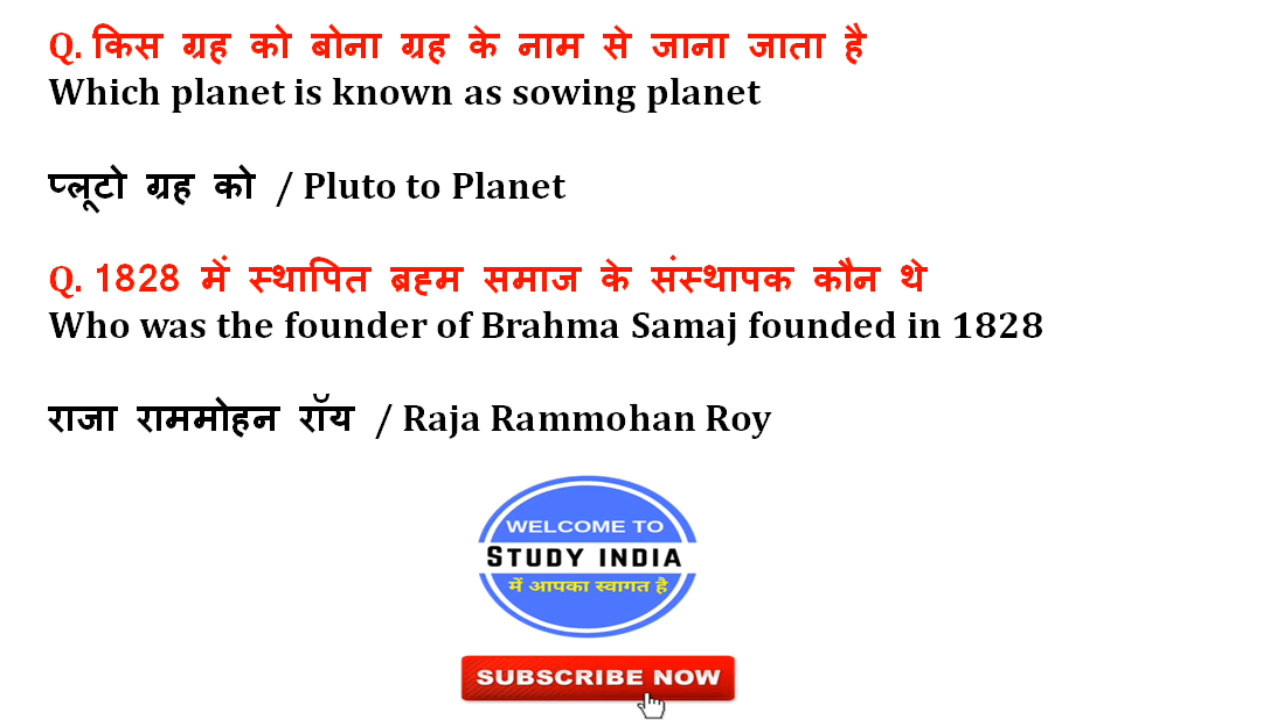 Q. किस ग्रह को बोना ग्रह के नाम से जाना जाता है
Which planet is known as sowing planet
प्लूटो ग्रह को / Pluto to Planet
Q. 1828 में स्थापित ब्रह्म समाज के संस्थापक कौन थे
Who was the founder of Brahma Samaj founded in 1828
राजा राममोहन रॉय / Raja Rammohan Roy
WELCOME TO
STUDY INDIA
में आपका स्वागत है
SUBSCRIBE NOW